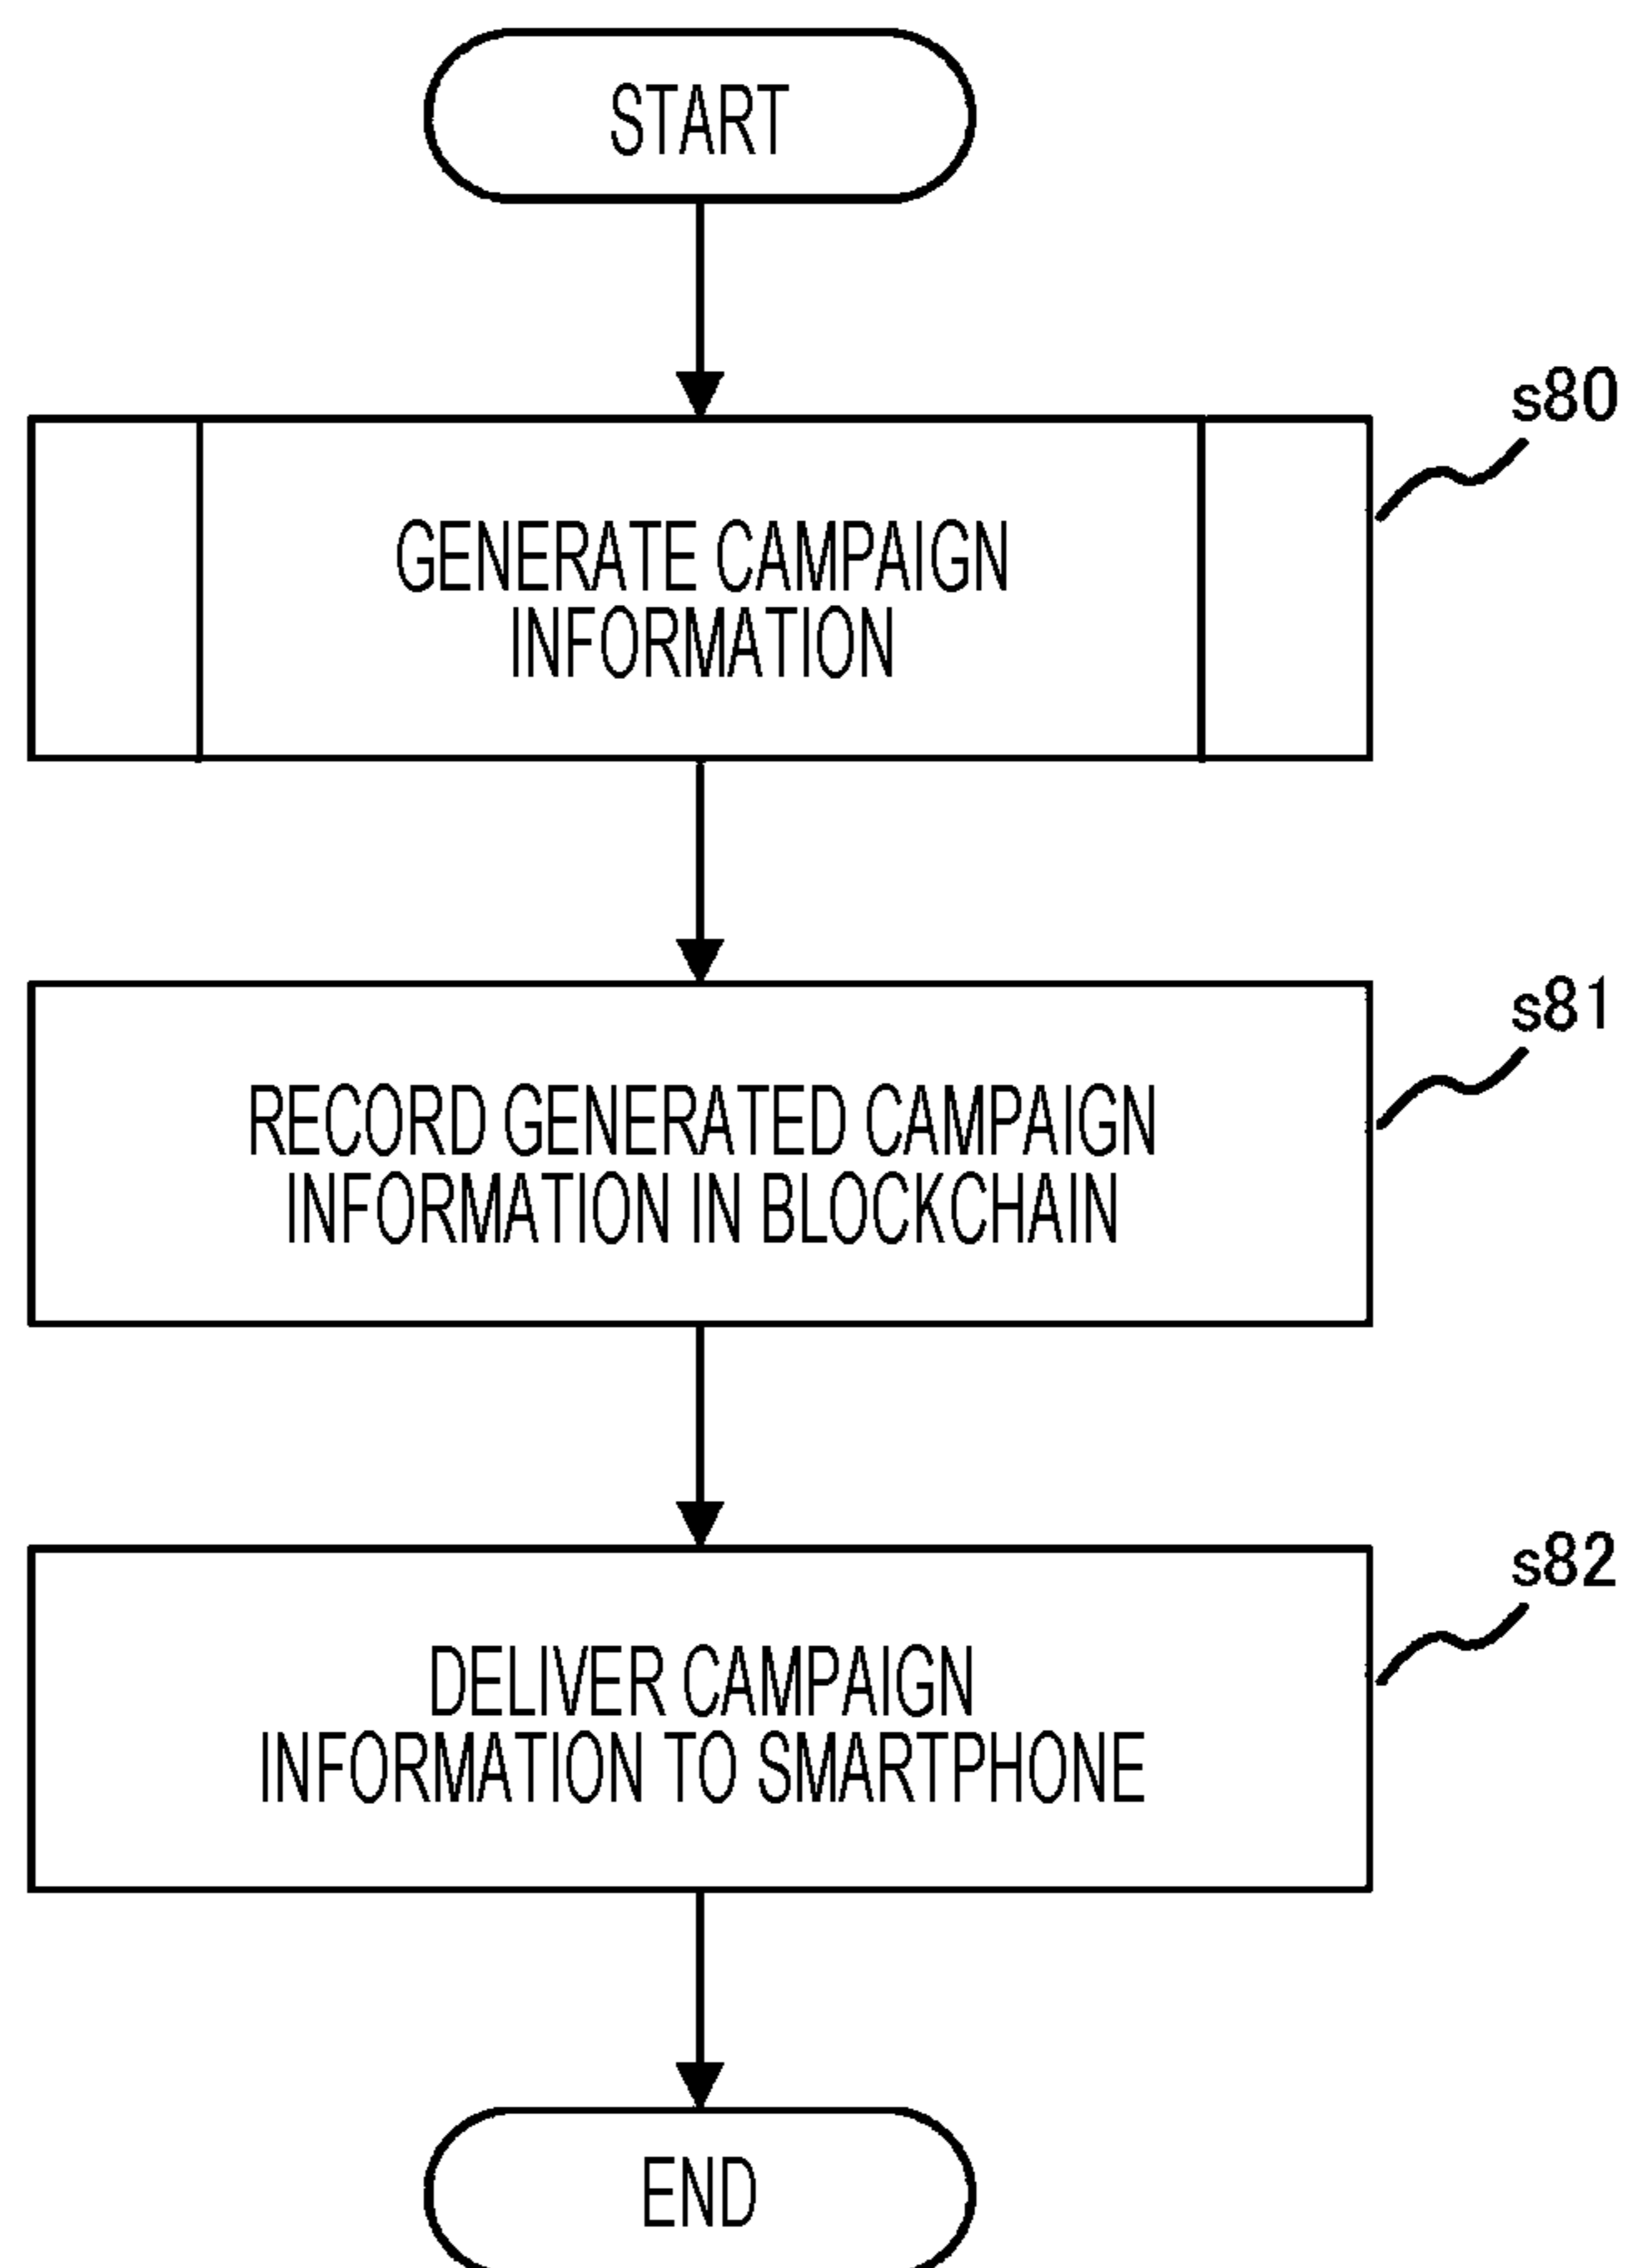 START
s80
GENERATE CAMPAIGN
INFORMATION
s81
RECORD GENERATED CAMPAIGN
INFORMATION IN BLOCKCHAIN
s82
DELIVER CAMPAIGN
INFORMATION TO SMARTPHONE
END